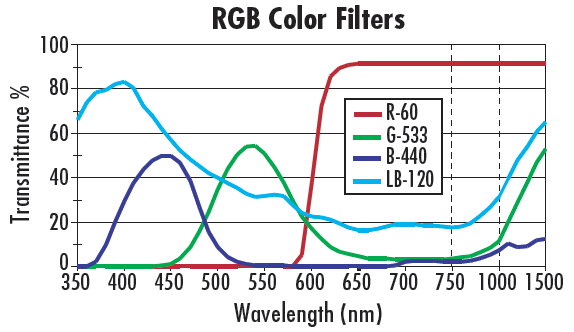 RGB Color Filters
Transmittance %
100
80
60
40
20
0
R-60
G-533
B-440
LB-120
350 400 450 500 550 600 650 700 750 1000 1500
Wavelength (nm)